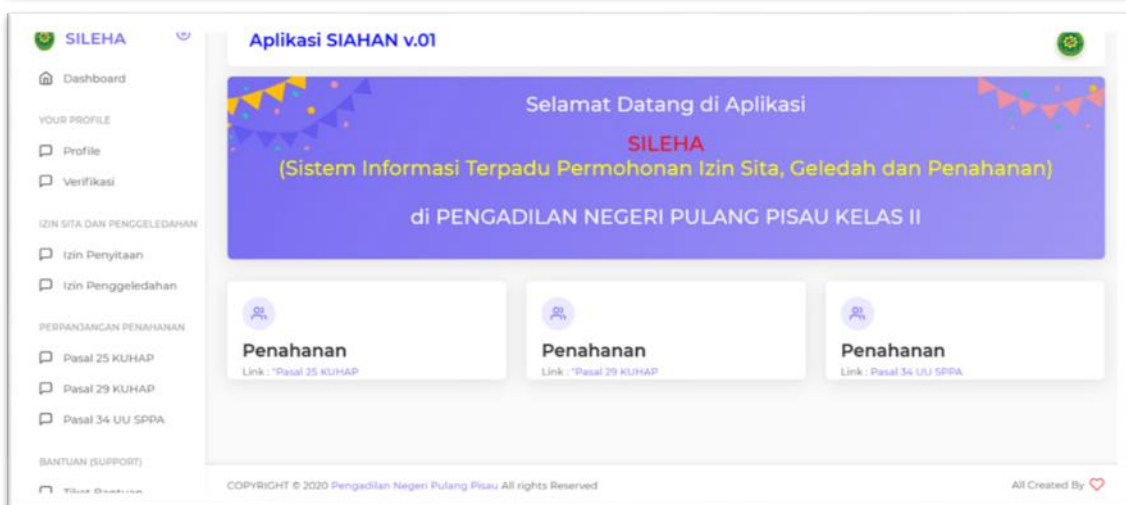 SILEHA
Dashboard
YOUR PROFILE
Profile
Verifikasi
IZIN SITA DAN PENGGELEDAHAN
Izin Penyitaan
Izin Penggeledahan
PERPANJANGAN PENAHANAN
Pasal 25 KUHAP
Pasal 29 KUHAP
Pasal 34 UU SPPA
BANTUAN (SUPPORT)
Tiket Bantuan
Aplikasi SIAHAN v.01
Selamat Datang di Aplikasi
SILEHA
(Sistem Informasi Terpadu Permohonan Izin Sita, Geledah dan Penahanan)
di PENGADILAN NEGERI PULANG PISAU KELAS II
Penahanan
Link : "Pasal 25 KUHAP
Penahanan
Link : "Pasal 29 KUHAP
Penahanan
Link : Pasal 34 UU SPPA
COPYRIGHT © 2020 Pengadilan Negeri Pulang Pisau All rights Reserved
All Created By